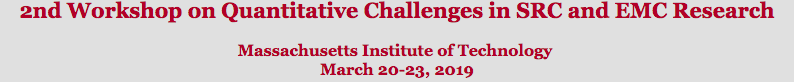 2nd Workshop on Quantitative Challenges in SRC and EMC Research
Massachusetts Institute of Technology
March 20-23, 2019